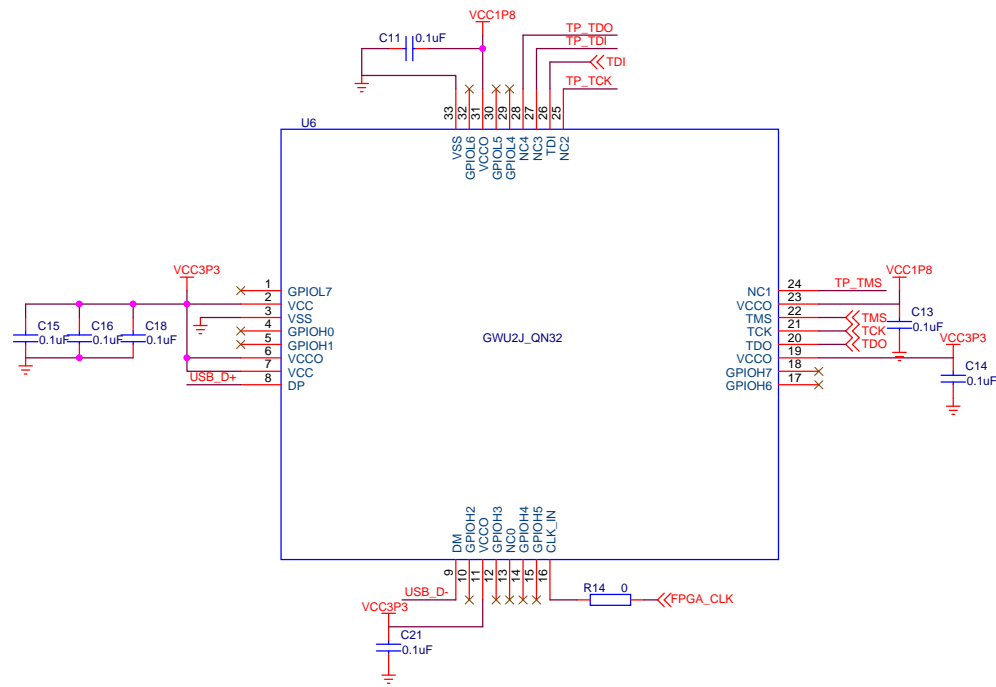 VCC1P8
C11 0.1uF
TP_TDO
TP_TDI
TDI
TP_TCK
33 32 31 30 29 28 27 26 25
U6
VSS GPIOL6 VCCO GPIOL5 GPIOL4 NC4 NC3 TDI NC2
VCC3P3
C15 0.1uF
C16 0.1uF
C18 0.1uF
1 GPIOL7
2 VCC
3 VSS
4 GPIOH0
5 GPIOH1
6 VCCO
7 VCC
USB_D+ 8 DP
GWU2J_QN32
VCC1P8
NC1 24 TP_TMS
VCCO 23
TMS 22 TMS
TCK 21 TCK
TDO 20 TDO
VCCO 19
GPIOH7 18
GPIOH6 17
C13
0.1uF
VCC3P3
C14
0.1uF
DM GPIOH2 VCCO GPIOH3 NC0 GPIOH4 GPIOH5 CLK_IN
9 10 11 12 13 14 15 16
USB_D-
R14 0
FPGA_CLK
VCC3P3
C21
0.1uF